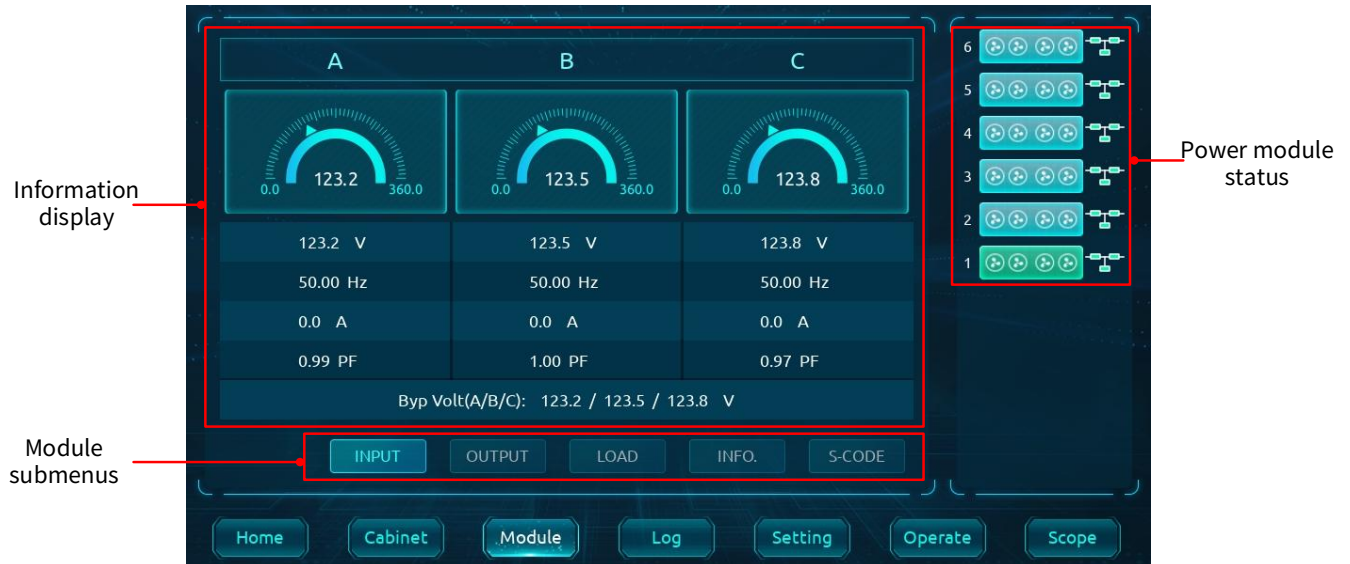 A B C
123.2 123.5 123.8
0.0 360.0 0.0 360.0 0.0 360.0
123.2 V 123.5 V 123.8 V
50.00 Hz 50.00 Hz 50.00 Hz
0.0 A 0.0 A 0.0 A
0.99 PF 1.00 PF 0.97 PF
Byp Volt(A/B/C): 123.2 / 123.5 / 123.8 V
INPUT OUTPUT LOAD INFO. S-CODE
Home Cabinet Module Log Setting Operate Scope
6
5
4
3
2
1
Information
display
Module
submenus
Power module
status